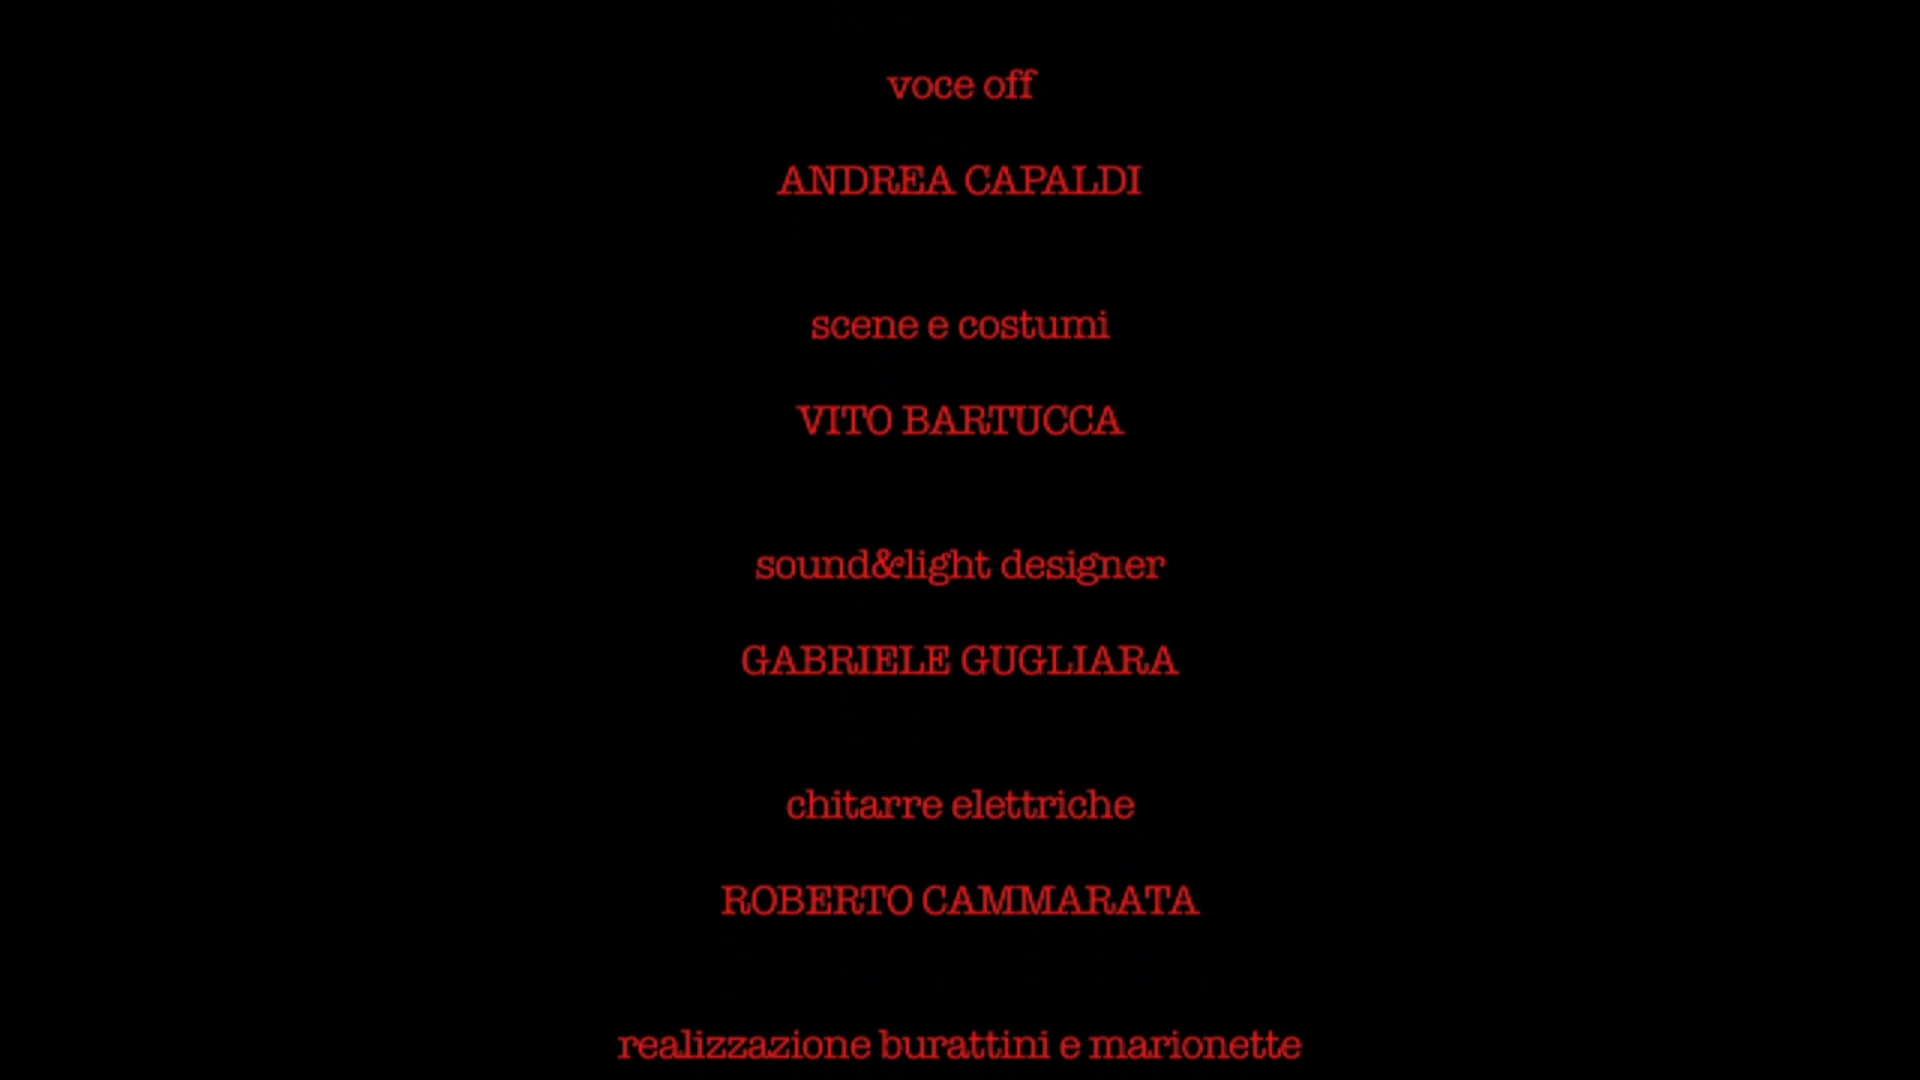 voce off
ANDREA CAPALDI
scene e costumi
VITO BARTUCCA
sound&light designer
GABRIELE GUGLIARA
chitarre elettriche
ROBERTO CAMMARATA
realizzazione burattini e marionette